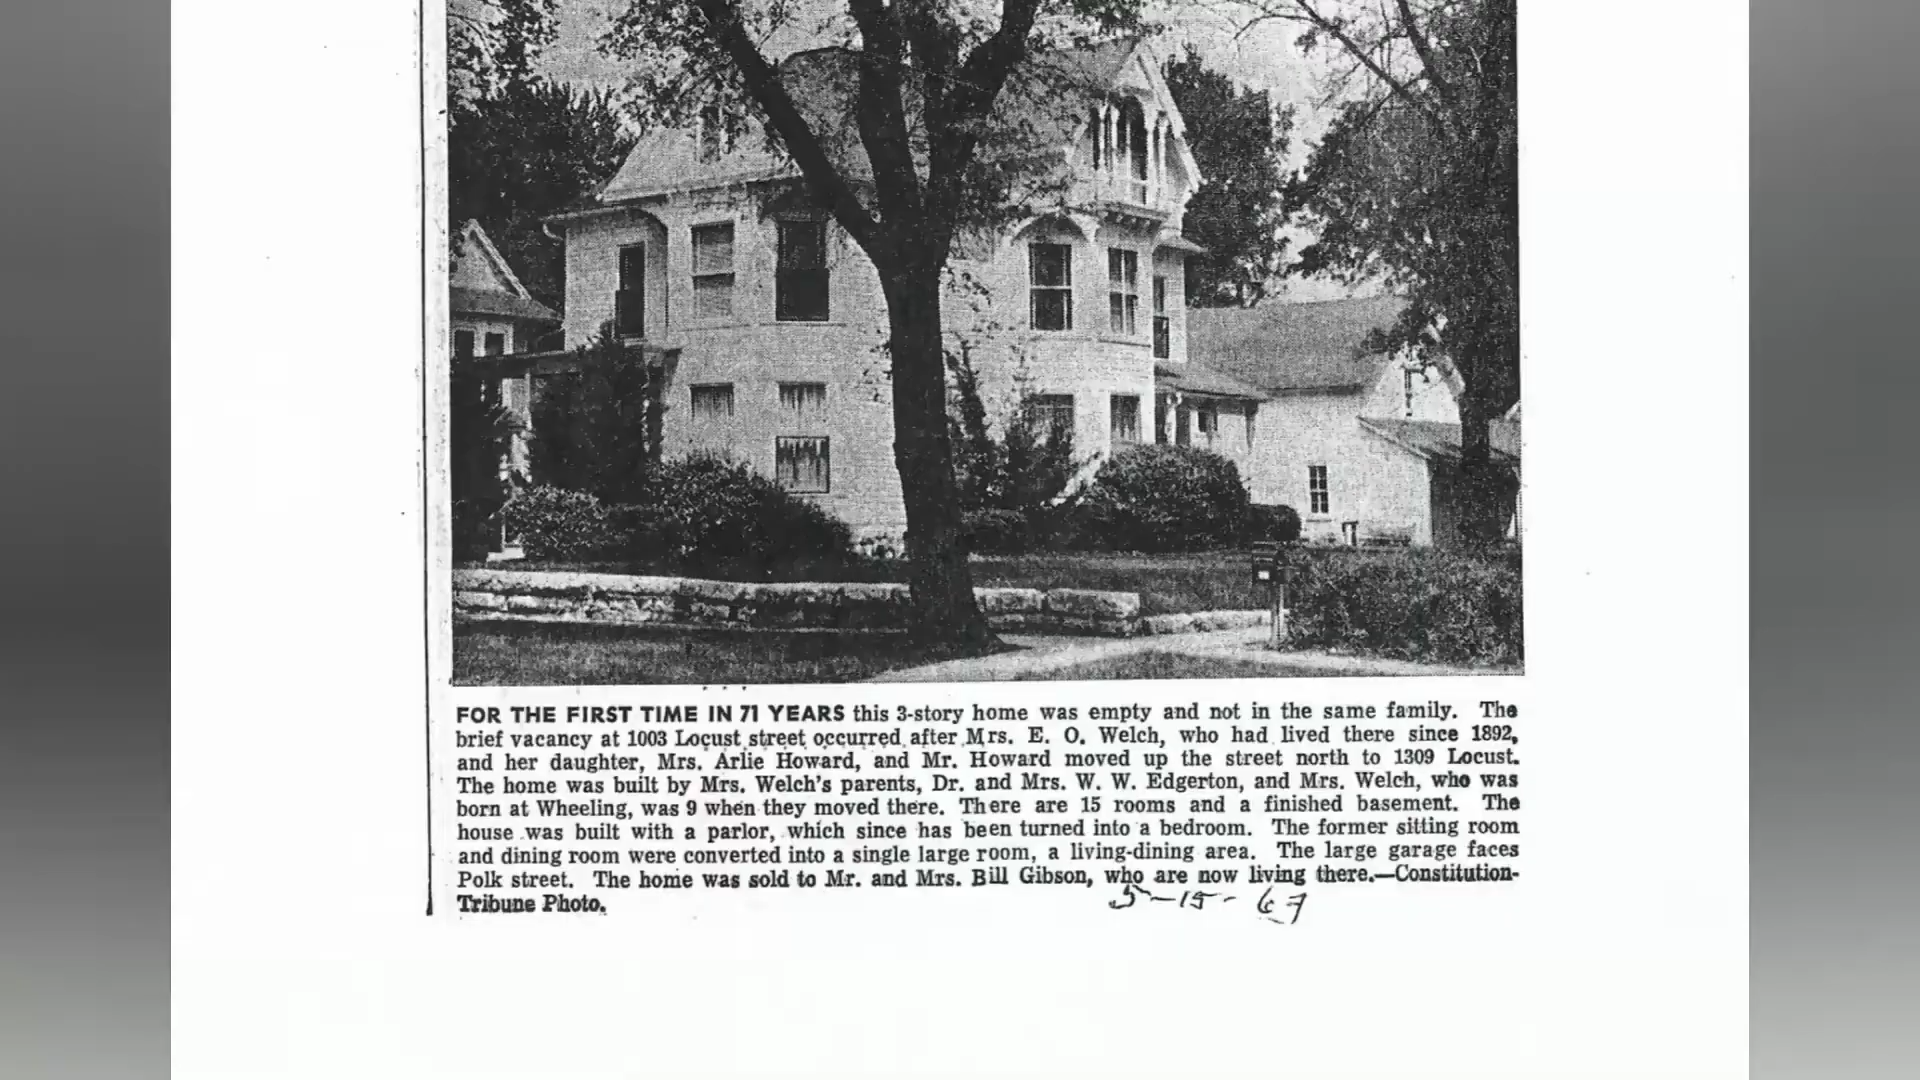 FOR THE FIRST TIME IN 71 YEARS this 3-story home was empty and not in the same family. The
brief vacancy at 1003 Locust street occurred after Mrs. E. O. Welch, who had lived there since 1892,
and her daughter, Mrs. Arlie Howard, and Mr. Howard moved up the street north to 1309 Locust.
The home was built by Mrs. Welch's parents, Dr. and Mrs. W. W. Edgerton, and Mrs. Welch, who was
born at Wheeling, was 9 when they moved there. There are 15 rooms and a finished basement. The
house was built with a parlor, which since has been turned into a bedroom. The former sitting room
and dining room were converted into a single large room, a living-dining area. The large garage faces
Polk street. The home was sold to Mr. and Mrs. Bill Gibson, who are now living there.—Constitution-
Tribune Photo.
5-15-67